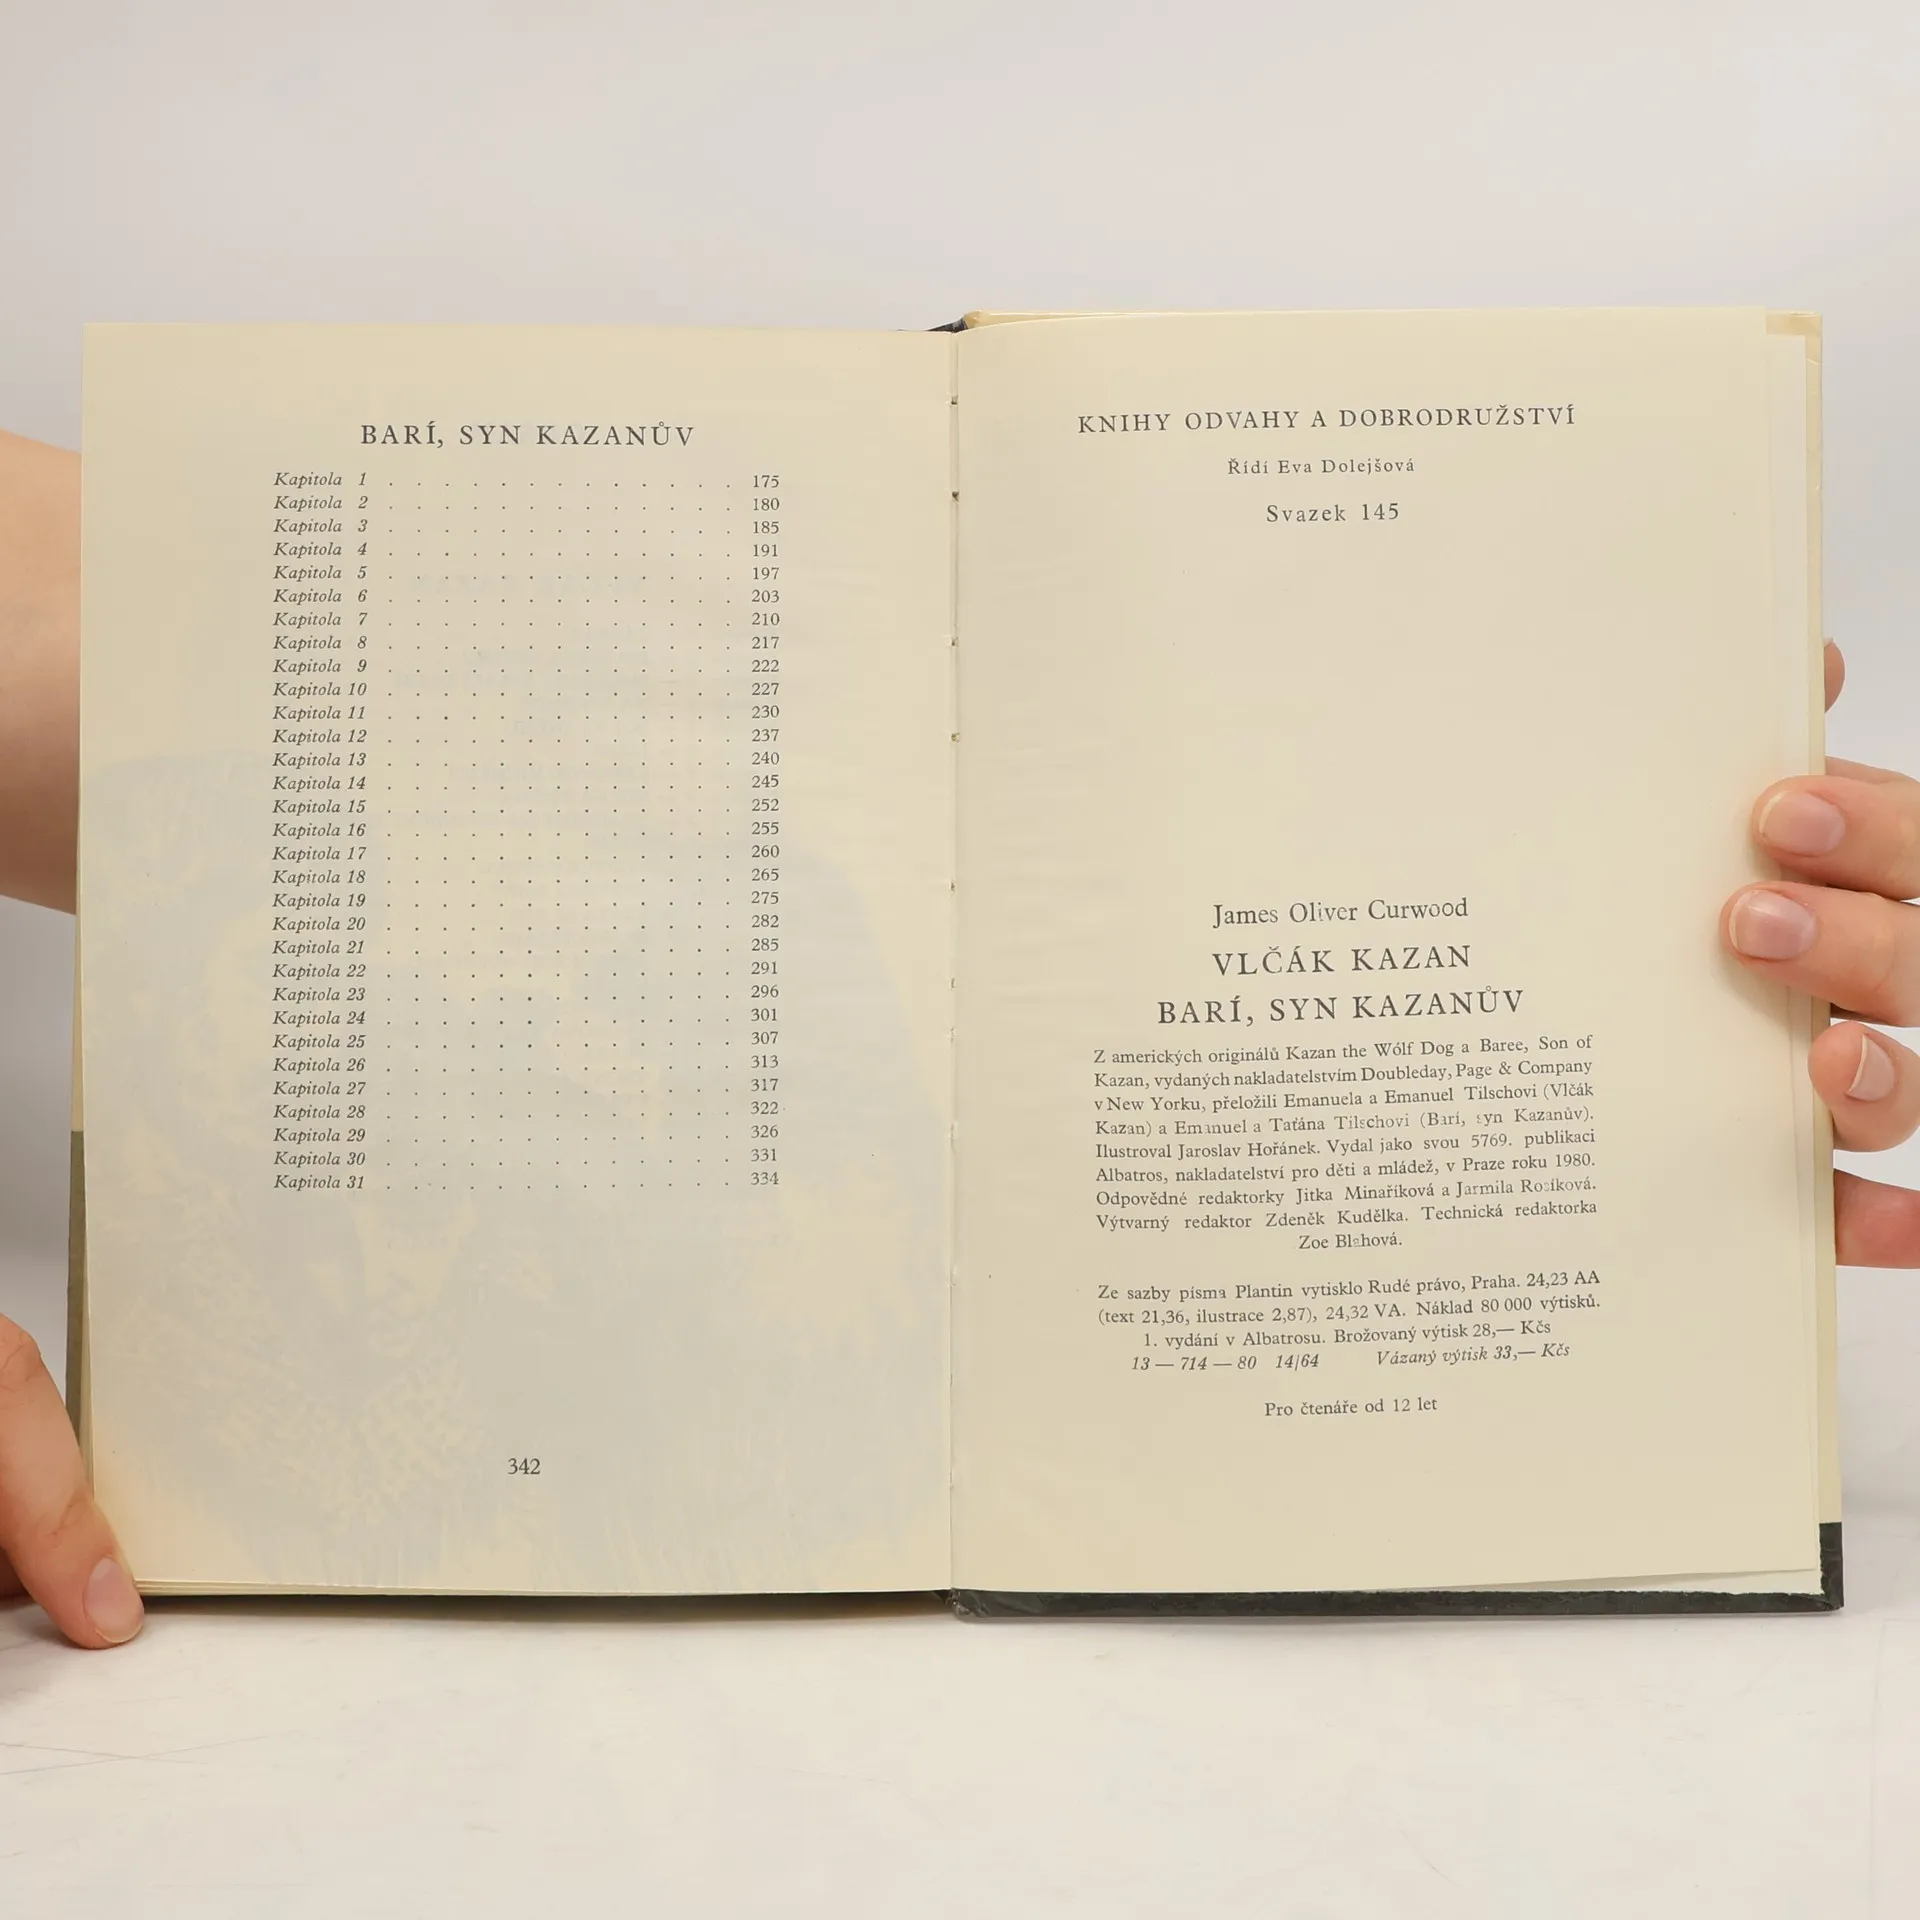 BARÍ, SYN KAZANŮV
Kapitola 1 . . . . . . . . . . . . . 175
Kapitola 2 . . . . . . . . . . . . . 180
Kapitola 3 . . . . . . . . . . . . . 185
Kapitola 4 . . . . . . . . . . . . . 191
Kapitola 5 . . . . . . . . . . . . . 197
Kapitola 6 . . . . . . . . . . . . . 203
Kapitola 7 . . . . . . . . . . . . . 210
Kapitola 8 . . . . . . . . . . . . . 217
Kapitola 9 . . . . . . . . . . . . . 222
Kapitola 10 . . . . . . . . . . . . . 227
Kapitola 11 . . . . . . . . . . . . . 230
Kapitola 12 . . . . . . . . . . . . . 237
Kapitola 13 . . . . . . . . . . . . . 240
Kapitola 14 . . . . . . . . . . . . . 245
Kapitola 15 . . . . . . . . . . . . . 252
Kapitola 16 . . . . . . . . . . . . . 255
Kapitola 17 . . . . . . . . . . . . . 260
Kapitola 18 . . . . . . . . . . . . . 265
Kapitola 19 . . . . . . . . . . . . . 275
Kapitola 20 . . . . . . . . . . . . . 282
Kapitola 21 . . . . . . . . . . . . . 285
Kapitola 22 . . . . . . . . . . . . . 291
Kapitola 23 . . . . . . . . . . . . . 296
Kapitola 24 . . . . . . . . . . . . . 301
Kapitola 25 . . . . . . . . . . . . . 307
Kapitola 26 . . . . . . . . . . . . . 313
Kapitola 27 . . . . . . . . . . . . . 317
Kapitola 28 . . . . . . . . . . . . . 322
Kapitola 29 . . . . . . . . . . . . . 326
Kapitola 30 . . . . . . . . . . . . . 331
Kapitola 31 . . . . . . . . . . . . . 334
342
KNIHY ODVAHY A DOBRODRUŽSTVÍ
Řídí Eva Dolejšová
Svazek 145
James Oliver Curwood
VLČÁK KAZAN
BARÍ, SYN KAZANŮV
Z amerických originálů Kazan the Wólf Dog a Baree, Son of
Kazan, vydaných nakladatelstvím Doubleday, Page & Company
v New Yorku, přeložili Emanuela a Emanuel Tilschovi (Vlčák
Kazan) a Emanuel a Taťána Tilschovi (Barí, syn Kazanův).
Ilustroval Jaroslav Hořánek. Vydal jako svou 5769. publikaci
Albatros, nakladatelství pro děti a mládež, v Praze roku 1980.
Odpovědné redaktorky Jitka Minaříková a Jarmila Rosíková.
Výtvarný redaktor Zdeněk Kudělka. Technická redaktorka
Zoe Blahová.
Ze sazby písma Plantin vytisklo Rudé právo, Praha. 24,23 AA
(text 21,36, ilustrace 2,87), 24,32 VA. Náklad 80 000 výtisků.
1. vydání v Albatrosu. Brožovaný výtisk 28,— Kčs
13 — 714 — 80 14/64 Vázaný výtisk 33,— Kčs
Pro čtenáře od 12 let